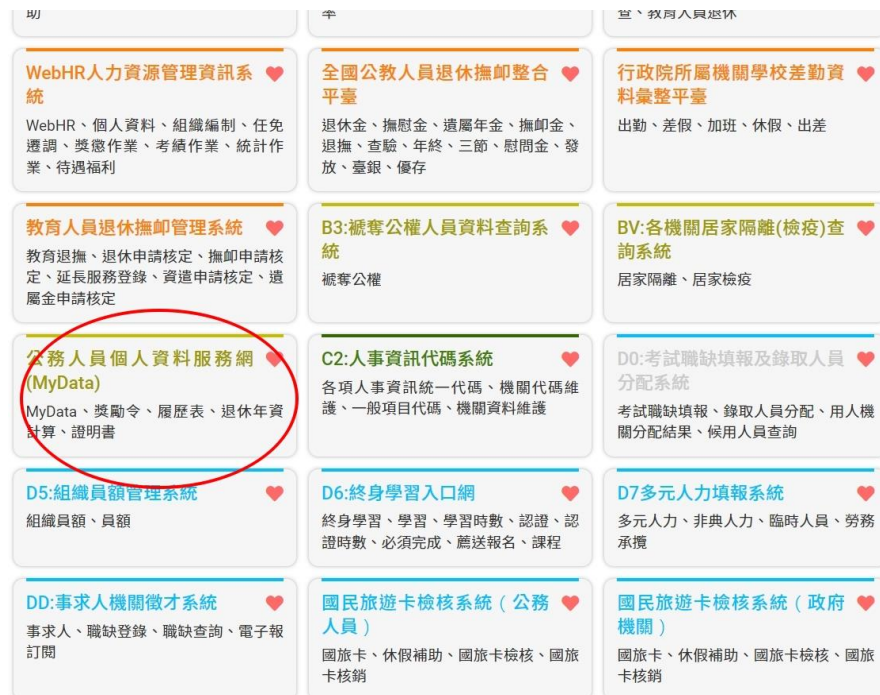 助
率
查、教育人員退休
WebHR人力資源管理資訊系
統
WebHR、個人資料、組織編制、任免
遷調、獎懲作業、考績作業、統計作
業、待遇福利
全國公教人員退休撫卹整合
平臺
退休金、撫慰金、遺屬年金、撫卹金、
退撫、查驗、年終、三節、慰問金、發
放、臺銀、優存
行政院所屬機關學校差勤資
料彙整平臺
出勤、差假、加班、休假、出差
教育人員退休撫卹管理系統
教育退撫、退休申請核定、撫卹申請核
定、延長服務登錄、資遣申請核定、遺
屬金申請核定
B3:褫奪公權人員資料查詢系
統
褫奪公權
BV:各機關居家隔離(檢疫)查
詢系統
居家隔離、居家檢疫
公務人員個人資料服務網
(MyData)
MyData、獎勵令、履歷表、退休年資
計算、證明書
C2:人事資訊代碼系統
各項人事資訊統一代碼、機關代碼維
護、一般項目代碼、機關資料維護
D0:考試職缺填報及錄取人員
分配系統
考試職缺填報、錄取人員分配、用人機
關分配結果、候用人員查詢
D5:組織員額管理系統
組織員額、員額
D6:終身學習入口網
終身學習、學習、學習時數、認證、認
證時數、必須完成、薦送報名、課程
D7多元人力填報系統
多元人力、非典人力、臨時人員、勞務
承攬
DD:事求人機關徵才系統
事求人、職缺登錄、職缺查詢、電子報
訂閱
國民旅遊卡檢核系統（公務
人員）
國旅卡、休假補助、國旅卡檢核、國旅
卡核銷
國民旅遊卡檢核系統（政府
機關）
國旅卡、休假補助、國旅卡檢核、國旅
卡核銷